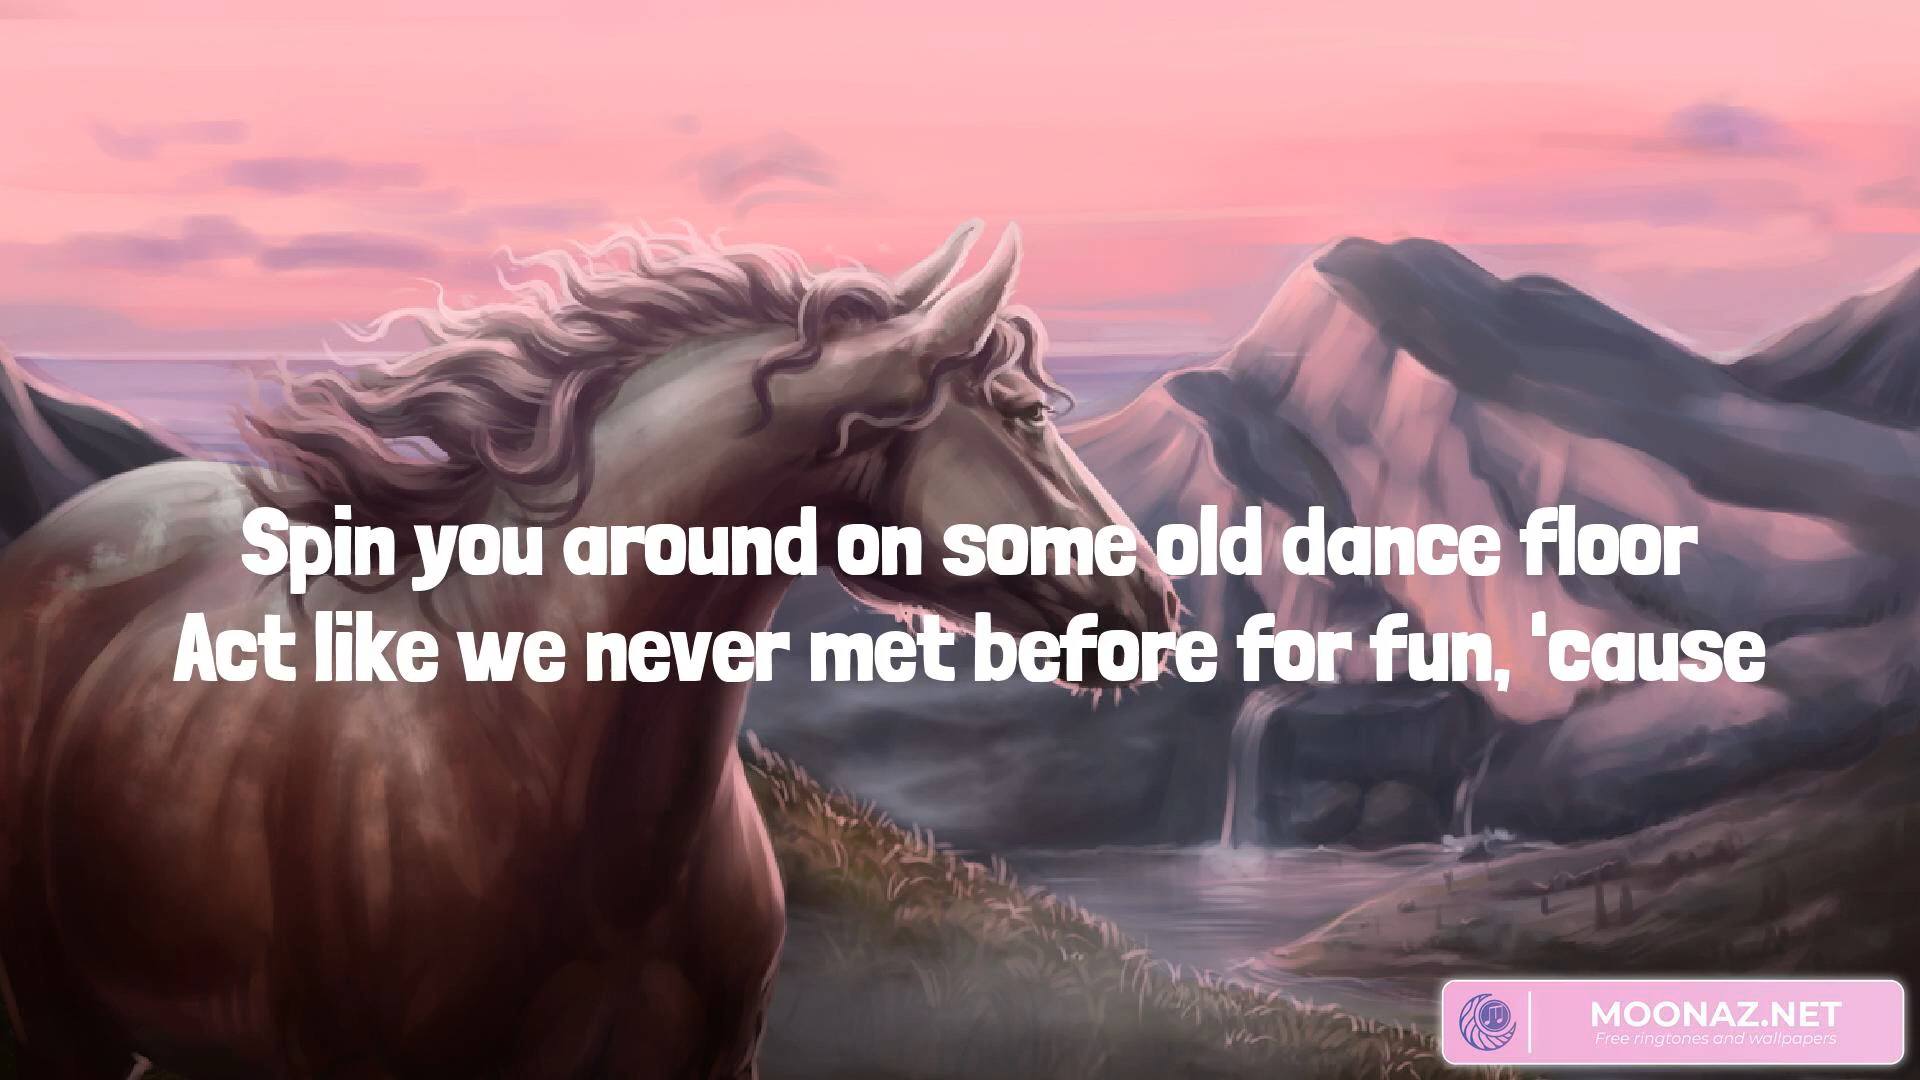 Spin you around on some old dance floor
Act like we never met before for fun, 'cause
MOONAZ.NET
Free ringtones and wallpapers